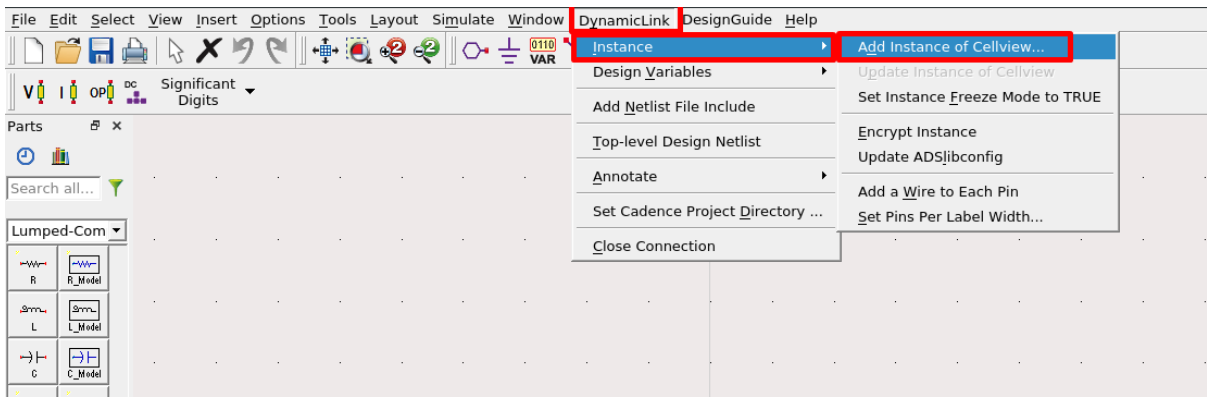 File Edit Select View Insert Options Tools Layout Simulate Window DynamicLink DesignGuide Help
0110
VAR
V I OP DC
Significant
Digits
Parts
Search all...
Lumped-Com
R R_Model
L L_Model
C C_Model
Instance
Design Variables
Add Netlist File Include
Top-level Design Netlist
Annotate
Set Cadence Project Directory ...
Close Connection
Add Instance of Cellview...
Update Instance of Cellview
Set Instance Freeze Mode to TRUE
Encrypt Instance
Update ADSlibconfig
Add a Wire to Each Pin
Set Pins Per Label Width...